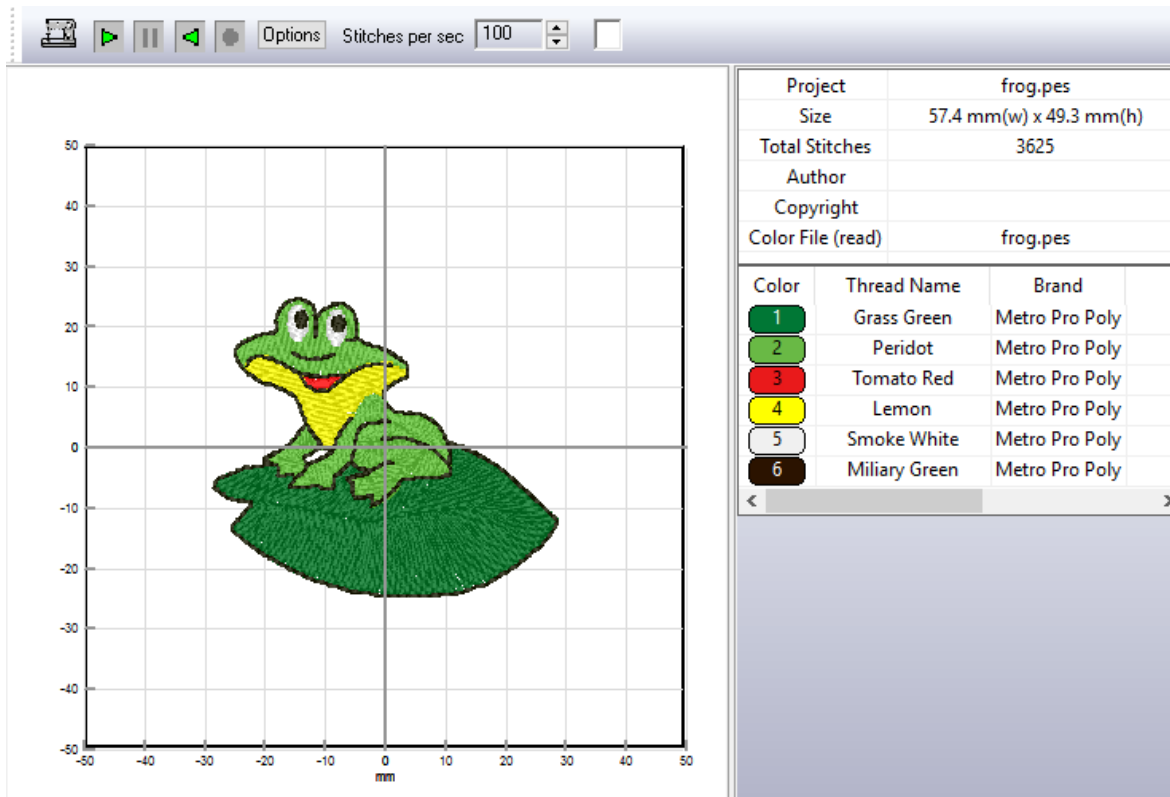 Options Stitches per sec 100
Project frog.pes
Size 57.4 mm(w) x 49.3 mm(h)
Total Stitches 3625
Author
Copyright
Color File (read) frog.pes
Color Thread Name Brand
1 Grass Green Metro Pro Poly
2 Peridot Metro Pro Poly
3 Tomato Red Metro Pro Poly
4 Lemon Metro Pro Poly
5 Smoke White Metro Pro Poly
6 Miliary Green Metro Pro Poly
50
40
30
20
10
0
-10
-20
-30
-40
-50
-50 -40 -30 -20 -10 0 10 20 30 40 50
mm
0